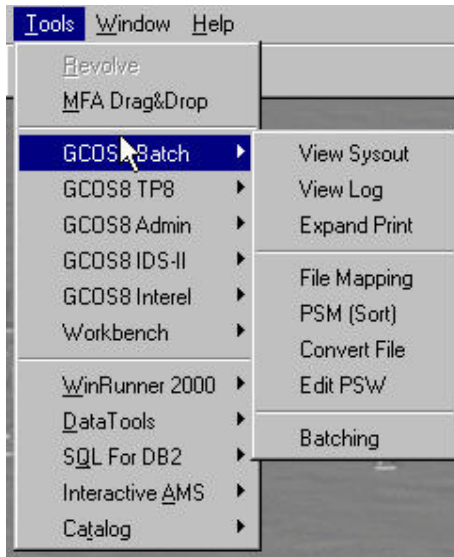 Tools Window Help
Revolve
MFA Drag&Drop
GCOS8 Batch
GCOS8 TP8
GCOS8 Admin
GCOS8 IDS-II
GCOS8 Interel
Workbench
WinRunner 2000
DataTools
SQL For DB2
Interactive AMS
Catalog
View Sysout
View Log
Expand Print
File Mapping
PSM (Sort)
Convert File
Edit PSW
Batching